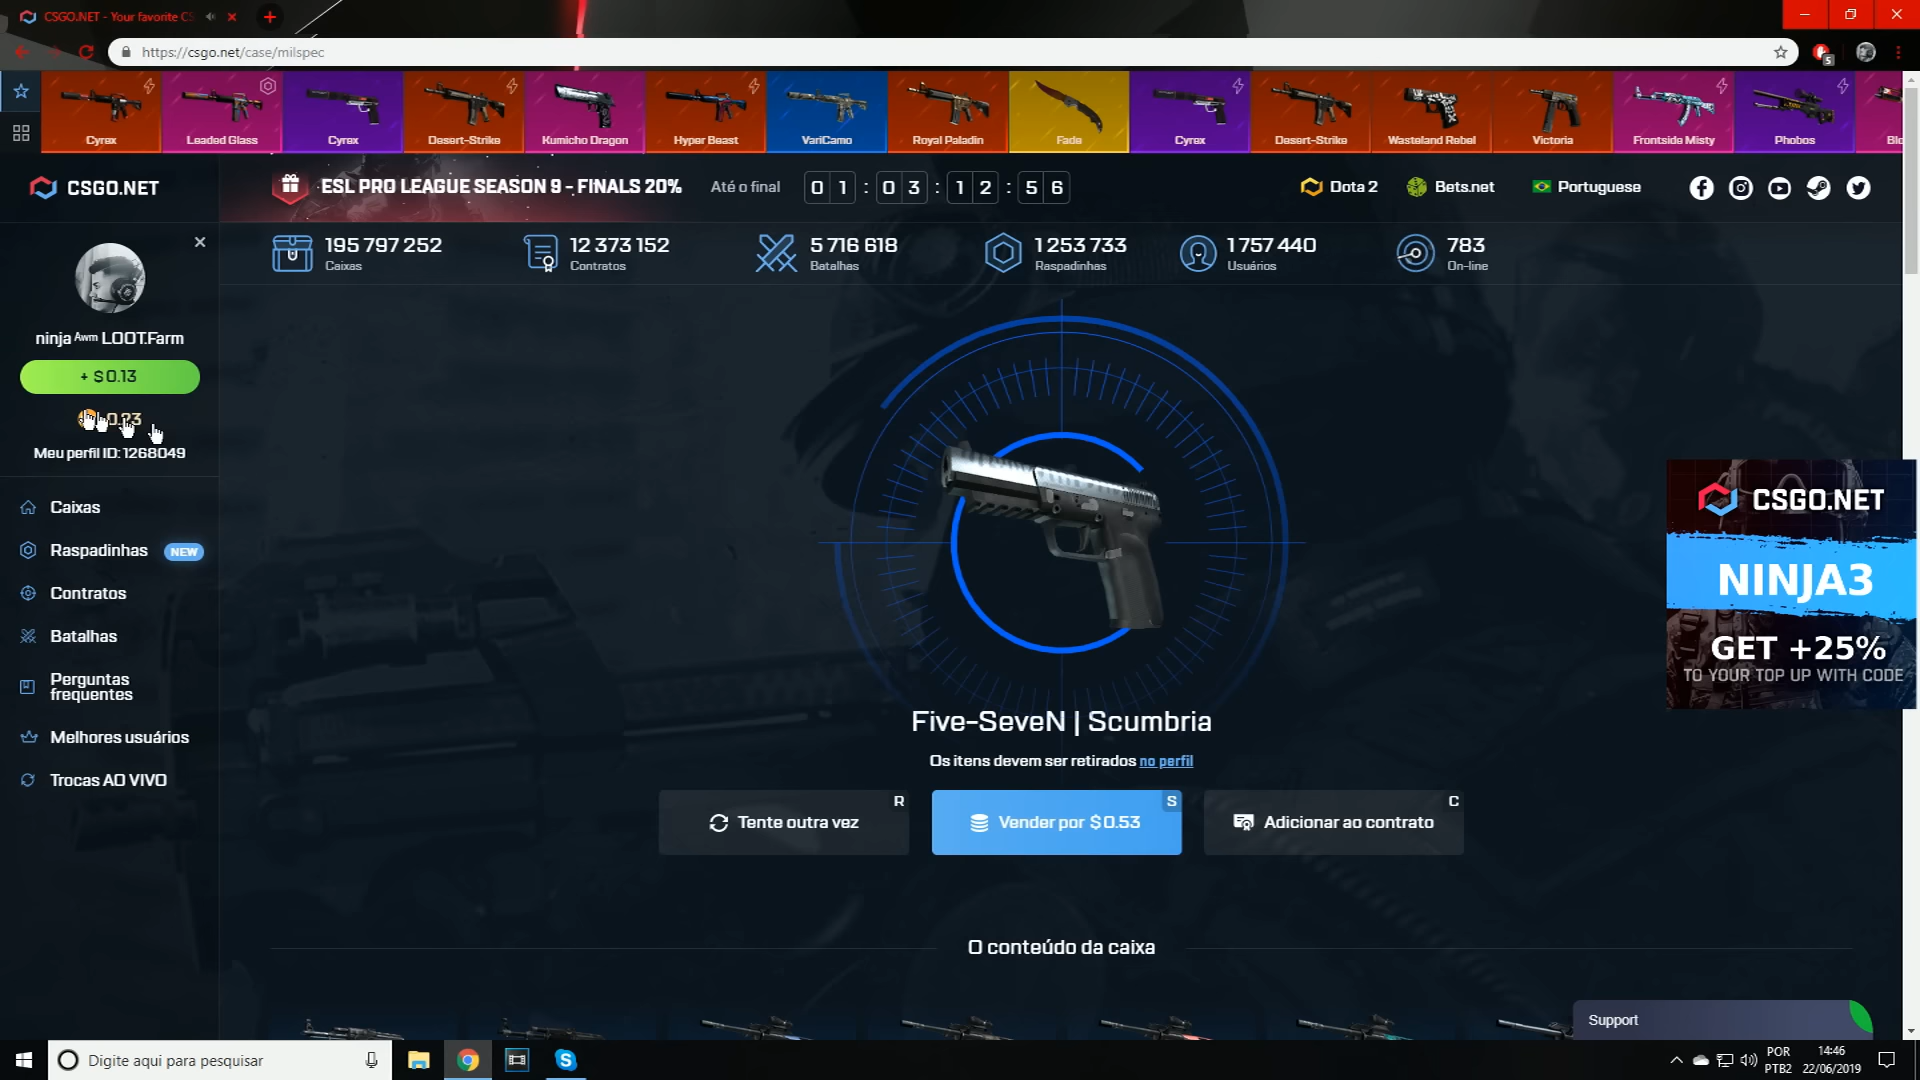 CSGO.NET - Your favorite CS
https://csgo.net/case/milspec
5
Cyrex
Leaded Glass
Cyrex
Desert-Strike
Kumicho Dragon
Hyper Beast
VariCamo
Royal Paladin
Fade
Cyrex
Desert-Strike
Wasteland Rebel
Victoria
Frontside Misty
Phobos
Blo
CSGO.NET
ESL PRO LEAGUE SEASON 9 - FINALS 20%
Até o final
01:03:12:56
Dota 2
Bets.net
Portuguese
195 797 252
Caixas
12 373 152
Contratos
5 716 618
Batalhas
1 253 733
Raspadinhas
1 757 440
Usuários
783
On-line
ninja Awm LOOT.Farm
+ $ 0.13
Meu perfil ID: 1268049
Caixas
Raspadinhas NEW
Contratos
Batalhas
Perguntas
frequentes
Melhores usuários
Trocas AO VIVO
Five-SeveN | Scumbria
Os itens devem ser retirados no perfil
Tente outra vez R
Vender por $ 0.53 S
Adicionar ao contrato C
O conteúdo da caixa
CSGO.NET
NINJA3
GET +25%
TO YOUR TOP UP WITH CODE
Support
Digite aqui para pesquisar
POR
PTB2
14:46
22/06/2019